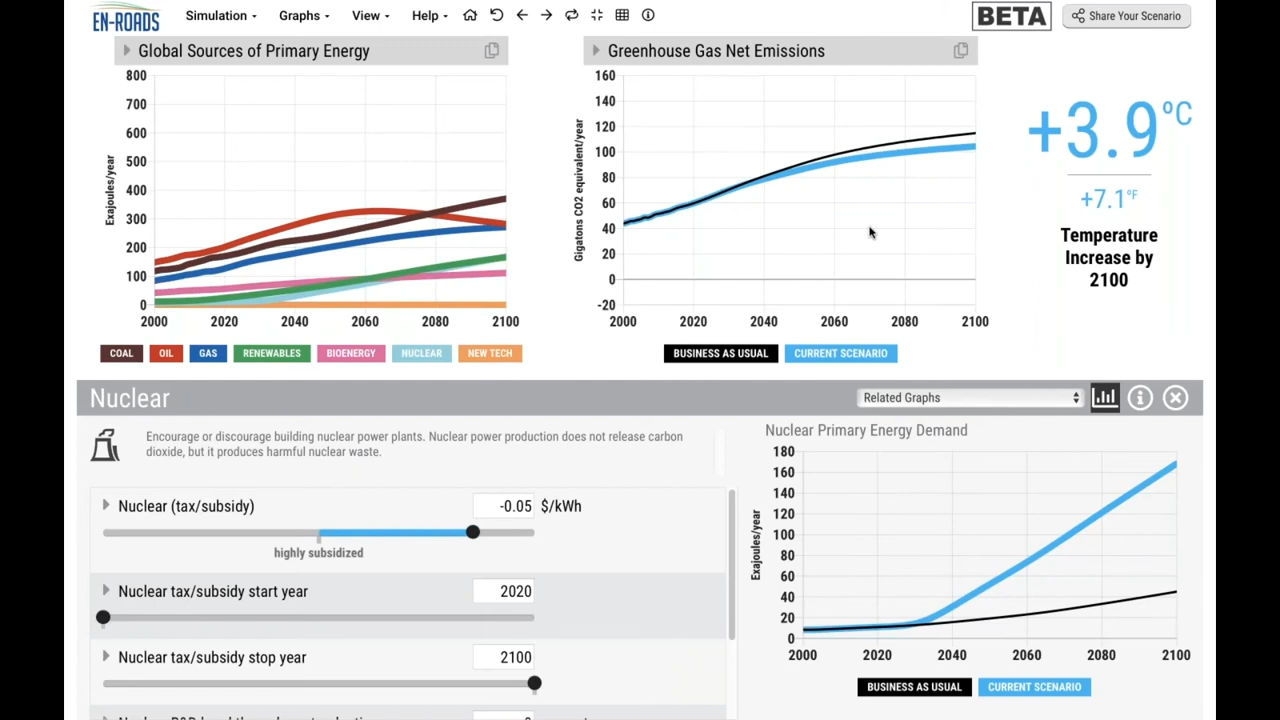 EN-ROADS
Simulation Graphs View Help
BETA
Share Your Scenario
Global Sources of Primary Energy
800
700
600
500
400
300
200
100
0
Exajoules/year
2000 2020 2040 2060 2080 2100
COAL OIL GAS RENEWABLES BIOENERGY NUCLEAR NEW TECH
Greenhouse Gas Net Emissions
160
140
120
100
80
60
40
20
0
-20
Gigatons CO2 equivalent/year
2000 2020 2040 2060 2080 2100
BUSINESS AS USUAL CURRENT SCENARIO
+3.9°C
+7.1°F
Temperature
Increase by
2100
Nuclear
Related Graphs
Encourage or discourage building nuclear power plants. Nuclear power production does not release carbon
dioxide, but it produces harmful nuclear waste.
Nuclear (tax/subsidy) -0.05 $/kWh
highly subsidized
Nuclear tax/subsidy start year 2020
Nuclear tax/subsidy stop year 2100
Nuclear Primary Energy Demand
180
160
140
120
100
80
60
40
20
0
Exajoules/year
2000 2020 2040 2060 2080 2100
BUSINESS AS USUAL CURRENT SCENARIO